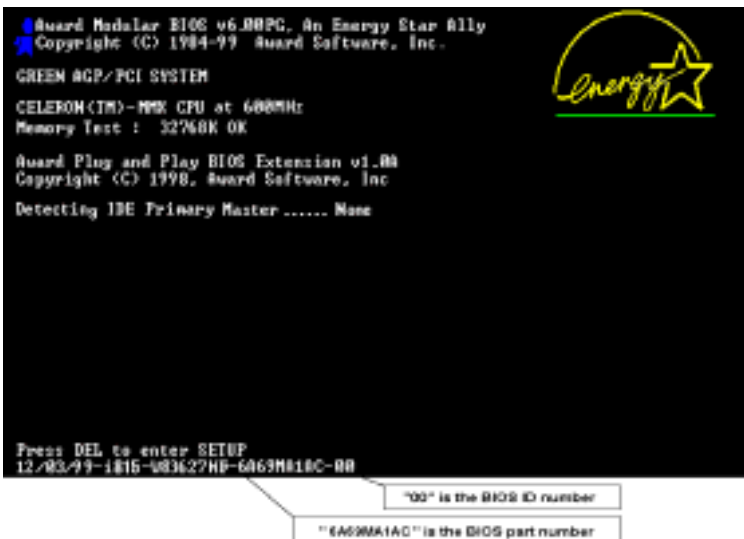 Award Modular BIOS v6.00PG, An Energy Star Ally
Copyright (C) 1984-99 Award Software, Inc.
energy
GREEN AGP/PCI SYSTEM
CELERON(TM)-MMX CPU at 600MHz
Memory Test : 32768K OK
Award Plug and Play BIOS Extension v1.0A
Copyright (C) 1998, Award Software, Inc
Detecting IDE Primary Master ...... None
Press DEL to enter SETUP
12/03/99-i815-W83627HF-6A69MA1AC-00
"00" is the BIOS ID number
"6A69MA1AC" is the BIOS part number